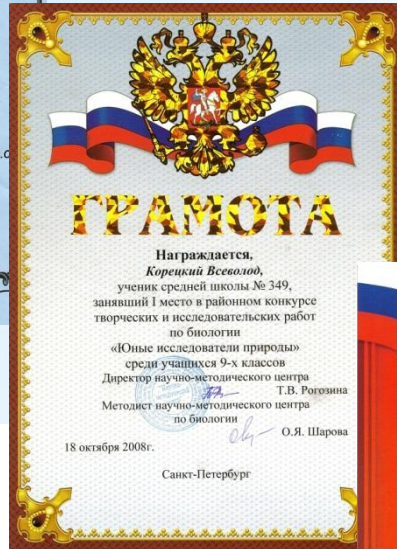 ГРАМОТА
Награждается,
Корецкий Всеволод,
ученик средней школы № 349,
занявший I место в районном конкурсе
творческих и исследовательских работ
по биологии
«Юные исследователи природы»
среди учащихся 9-х классов
Директор научно-методического центра
Т.В. Рогозина
Методист научно-методического центра
по биологии
О.Я. Шарова
18 октября 2008г.
Санкт-Петербург